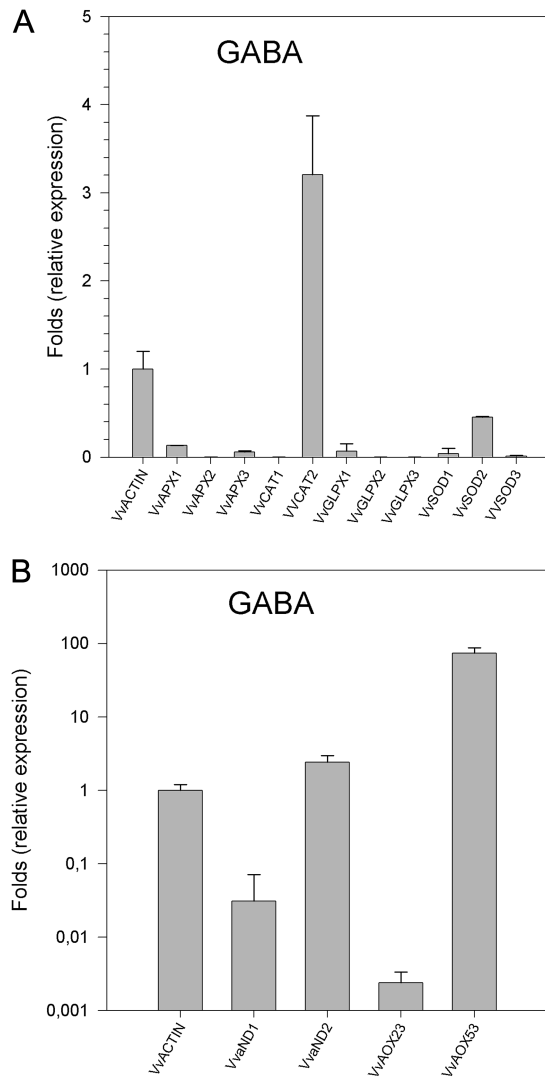 A
GABA
Folds (relative expression)
5
4
3
2
1
0
VvACTIN
VvAPX1
VvAPX2
VvAPX3
VvCAT1
VVCAT2
VvGLPX1
VvGLPX2
VvGLPX3
VvSOD1
VvSOD2
VVSOD3
B
GABA
Folds (relative expression)
1000
100
10
1
0,1
0,01
0,001
VvACTIN
VvaND1
VvaND2
VvAOX23
VvAOX53